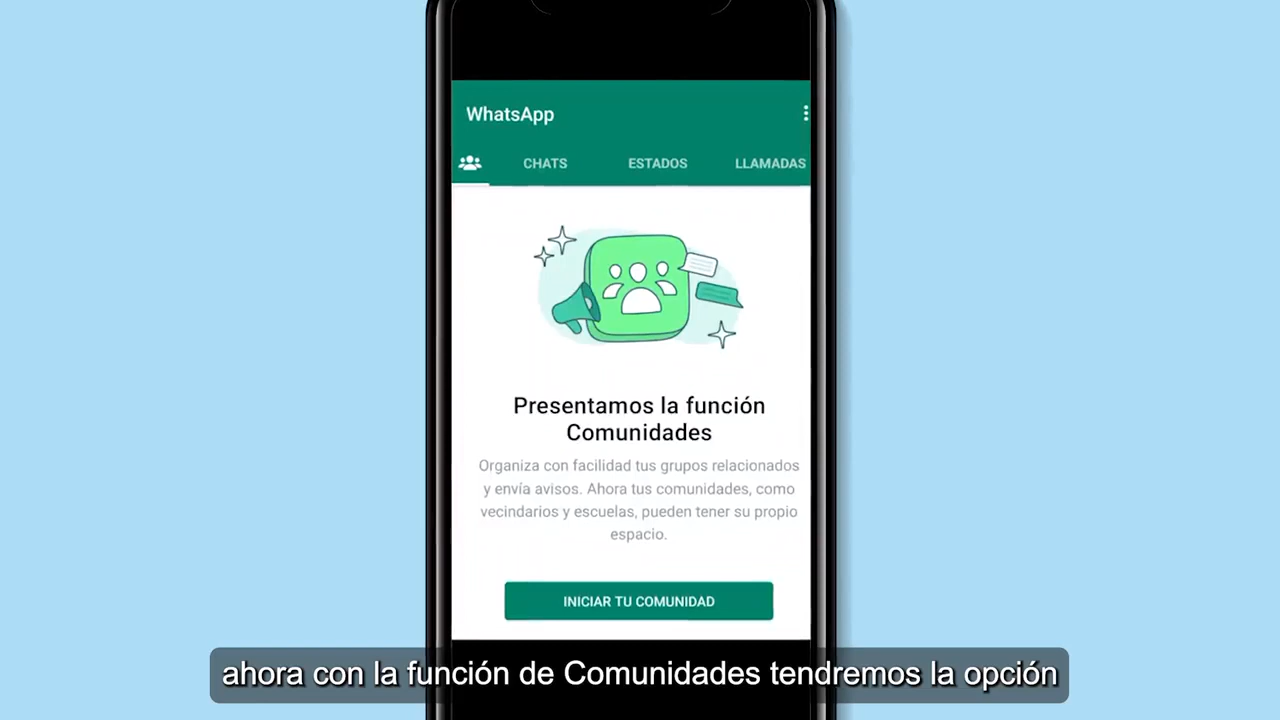 WhatsApp
CHATS ESTADOS LLAMADAS
Presentamos la función
Comunidades
Organiza con facilidad tus grupos relacionados
y envía avisos. Ahora tus comunidades, como
vecindarios y escuelas, pueden tener su propio
espacio.
INICIAR TU COMUNIDAD
ahora con la función de Comunidades tendremos la opción